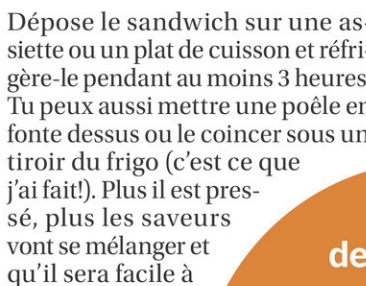 Dépose le sandwich sur une as-
siette ou un plat de cuisson et réfri-
gère-le pendant au moins 3 heures
Tu peux aussi mettre une poêle en
fonte dessus ou le coincer sous un
tiroir du frigo (c'est ce que
j'ai fait!). Plus il est pres-
sé, plus les saveurs
vont se mélanger et
de
qu'il sera facile à